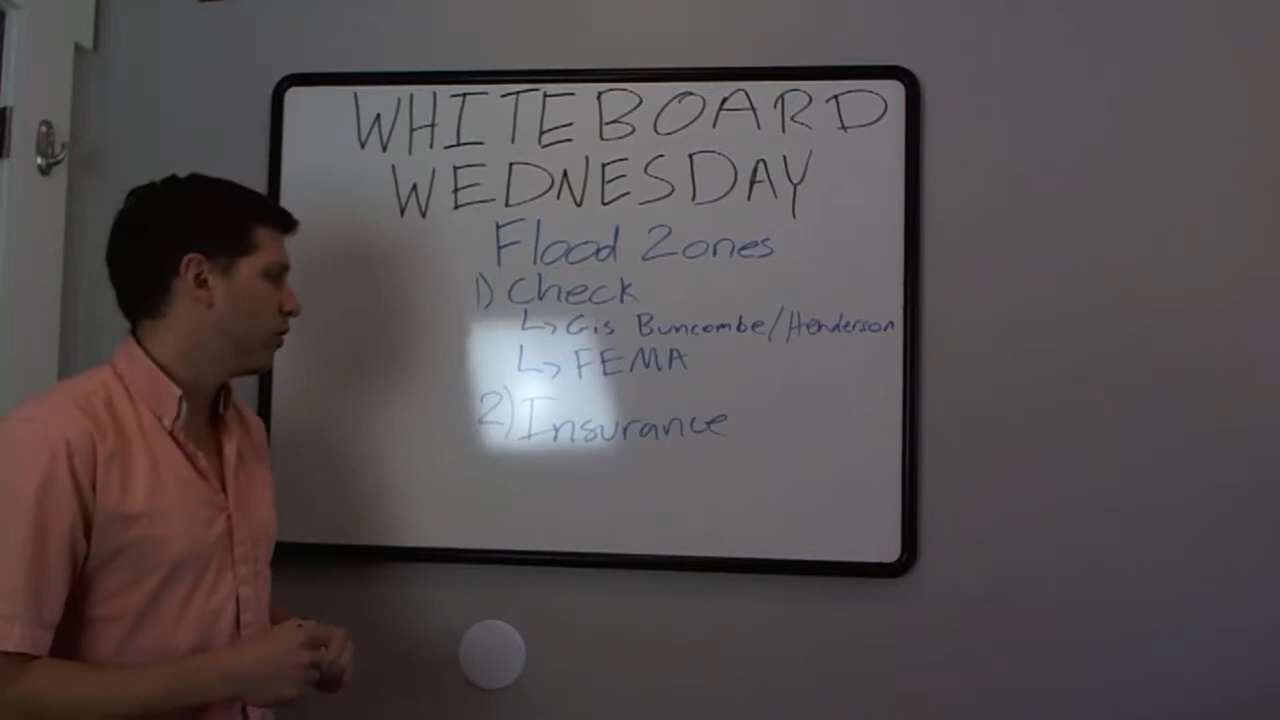 WHITEBOARD
WEDNESDAY
Flood Zones
1) Check
↳ Gis Buncombe/Henderson
↳ FEMA
2) Insurance